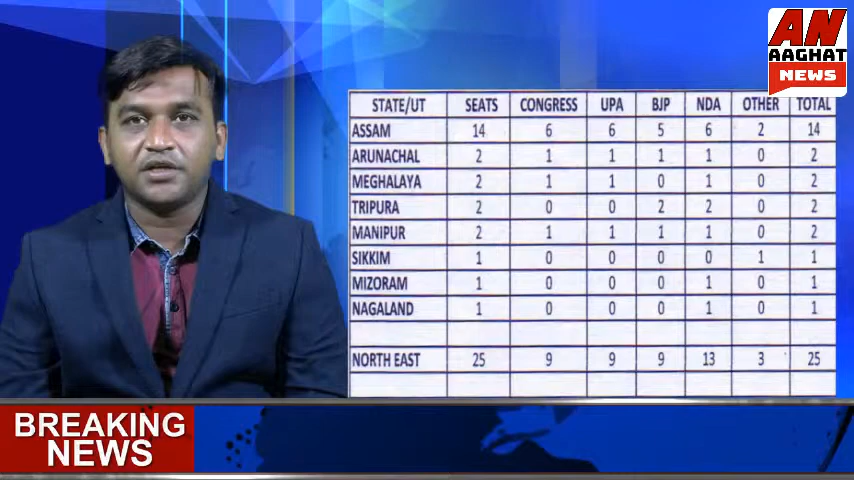 AN
AAGHAT
NEWS
STATE/UT SEATS CONGRESS UPA BJP NDA OTHER TOTAL
ASSAM 14 6 6 5 6 2 14
ARUNACHAL 2 1 1 1 1 0 2
MEGHALAYA 2 1 1 0 1 0 2
TRIPURA 2 0 0 2 2 0 2
MANIPUR 2 1 1 1 1 0 2
SIKKIM 1 0 0 0 0 1 1
MIZORAM 1 0 0 0 1 0 1
NAGALAND 1 0 0 0 1 0 1
NORTH EAST 25 9 9 9 13 3 25
BREAKING
NEWS